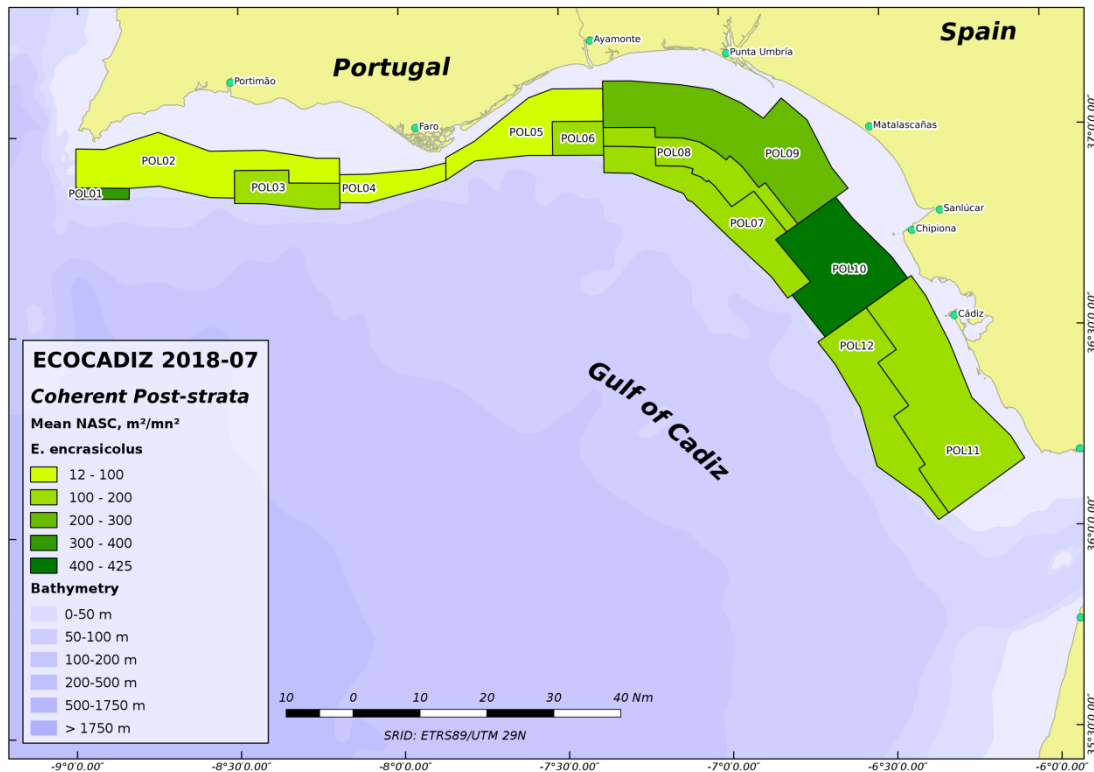 Spain
Portugal
Ayamonte
Punta Umbría
Portimão
Faro
Matalascañas
Sanlúcar
Chipiona
Cádiz
POL01
POL02
POL03
POL04
POL05
POL06
POL07
POL08
POL09
POL10
POL11
POL12
Gulf of Cadiz
ECOCADIZ 2018-07
Coherent Post-strata
Mean NASC, m²/mn²
E. encrasicolus
12 - 100
100 - 200
200 - 300
300 - 400
400 - 425
Bathymetry
0-50 m
50-100 m
100-200 m
200-500 m
500-1750 m
> 1750 m
10 0 10 20 30 40 Nm
SRID: ETRS89/UTM 29N
37°0′0.00″
36°30′0.00″
36°0′0.00″
35°30′0.00″
-9°0′0.00″
-8°30′0.00″
-8°0′0.00″
-7°30′0.00″
-7°0′0.00″
-6°30′0.00″
-6°0′0.00″